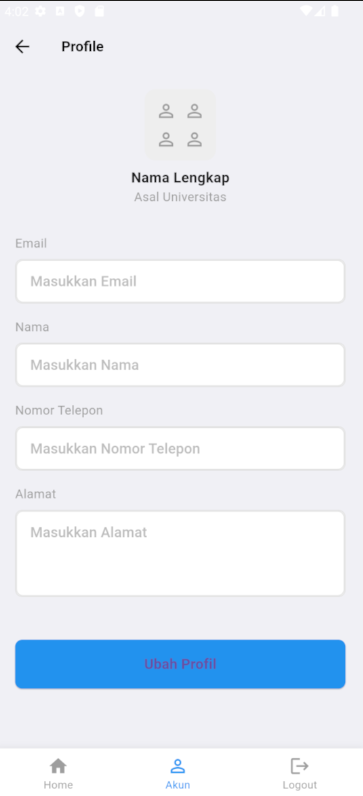 4:02
Profile
Nama Lengkap
Asal Universitas
Email
Masukkan Email
Nama
Masukkan Nama
Nomor Telepon
Masukkan Nomor Telepon
Alamat
Masukkan Alamat
Ubah Profil
Home Akun Logout